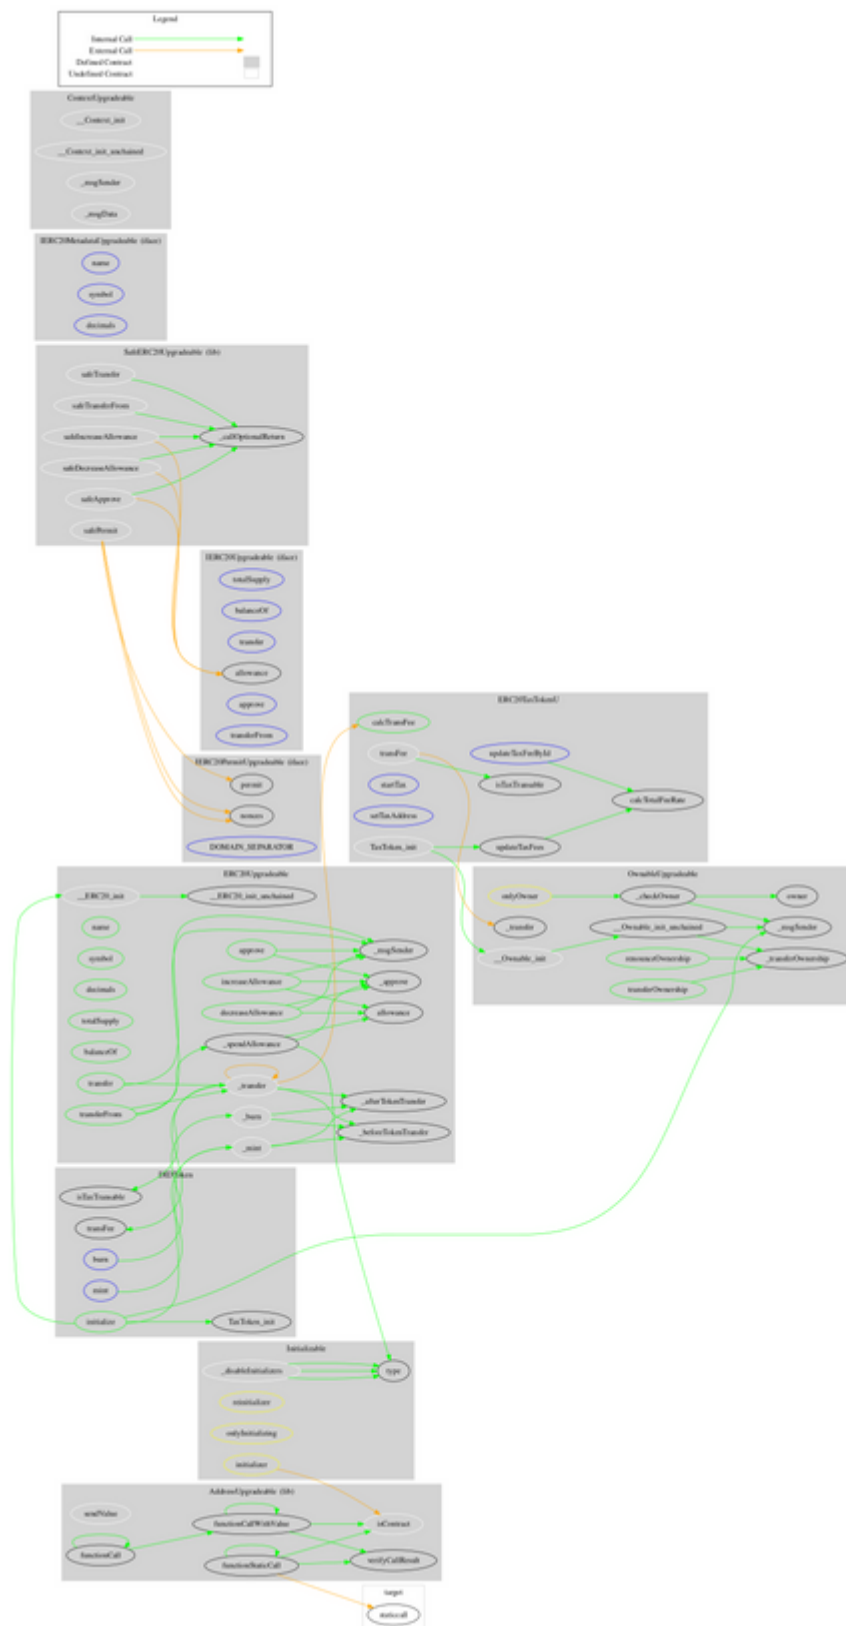 Legend
Internal Call
External Call
Defined Contract
Undefined Contract
ContextUpgradeable
__Context_init
__Context_init_unchained
_msgSender
_msgData
IERC20MetadataUpgradeable (iface)
name
symbol
decimals
SafeERC20Upgradeable (lib)
safeTransfer
safeTransferFrom
safeIncreaseAllowance
_callOptionalReturn
safeDecreaseAllowance
safeApprove
safePermit
IERC20Upgradeable (iface)
totalSupply
balanceOf
transfer
allowance
approve
transferFrom
ERC20TaxTokenU
calcTransFee
transFee
updateTaxFeeById
startTax
isTaxTransable
calcTotalFeeRate
setTaxAddress
TaxToken_init
updateTaxFees
IERC20PermitUpgradeable (iface)
permit
nonces
DOMAIN_SEPARATOR
ERC20Upgradeable
__ERC20_init
__ERC20_init_unchained
name
symbol
decimals
totalSupply
balanceOf
transfer
transferFrom
approve
increaseAllowance
decreaseAllowance
_spendAllowance
_transfer
_burn
_mint
_msgSender
_approve
allowance
_afterTokenTransfer
_beforeTokenTransfer
OwnableUpgradeable
onlyOwner
_checkOwner
owner
_transfer
__Ownable_init_unchained
_msgSender
__Ownable_init
renounceOwnership
_transferOwnership
transferOwnership
DIDToken
isTaxTransable
transFee
burn
mint
initialize
TaxToken_init
Initializable
_disableInitializers
type
reinitializer
onlyInitializing
initializer
AddressUpgradeable (lib)
sendValue
functionCallWithValue
isContract
functionCall
functionStaticCall
verifyCallResult
target
staticcall